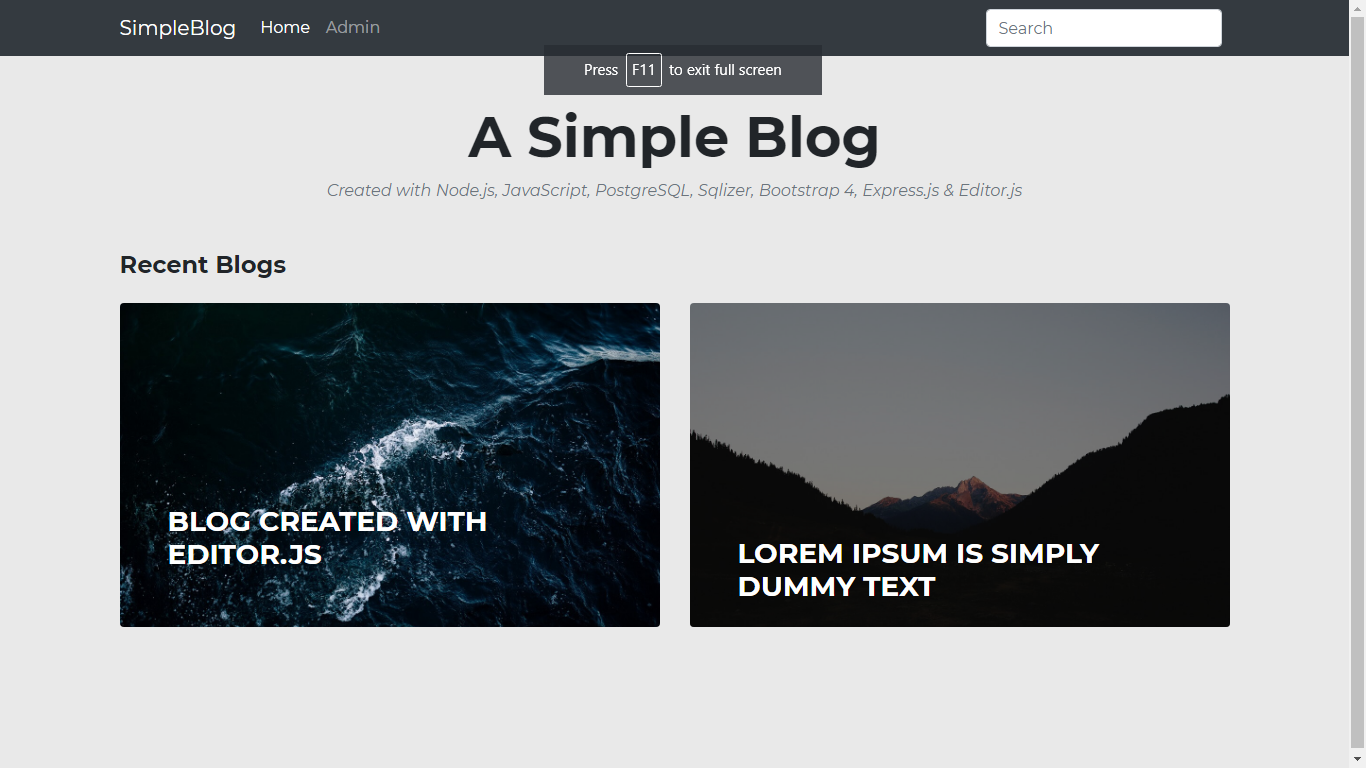 SimpleBlog Home Admin Search
Press F11 to exit full screen
A Simple Blog
Created with Node.js, JavaScript, PostgreSQL, Sqlizer, Bootstrap 4, Express.js & Editor.js
Recent Blogs
BLOG CREATED WITH
EDITOR.JS
LOREM IPSUM IS SIMPLY
DUMMY TEXT